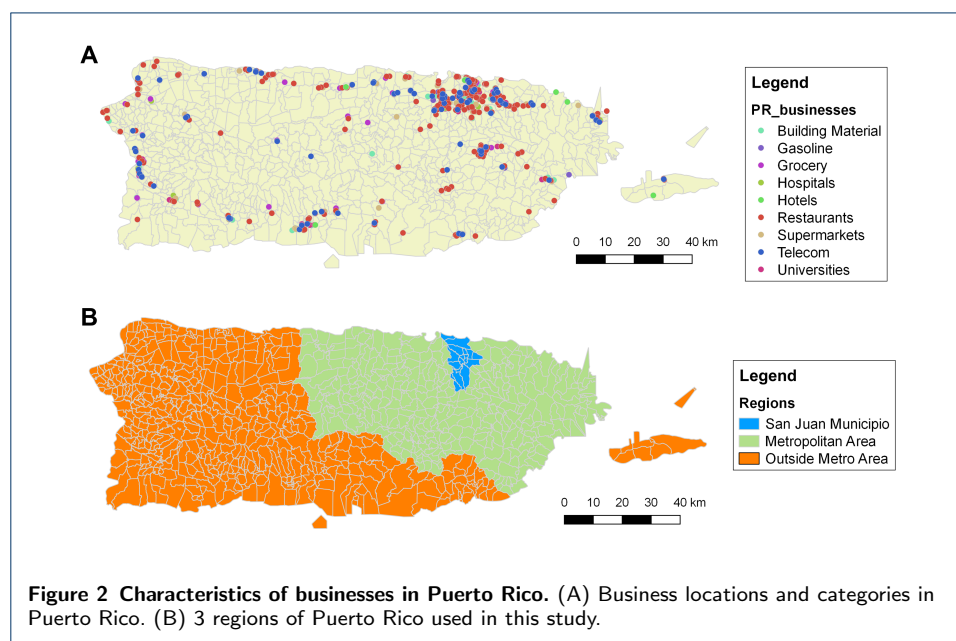 A
Legend
PR_businesses
Building Material
Gasoline
Grocery
Hospitals
Hotels
Restaurants
Supermarkets
Telecom
Universities
0 10 20 30 40 km
B
Legend
Regions
San Juan Municipio
Metropolitan Area
Outside Metro Area
0 10 20 30 40 km
Figure 2 Characteristics of businesses in Puerto Rico. (A) Business locations and categories in
Puerto Rico. (B) 3 regions of Puerto Rico used in this study.